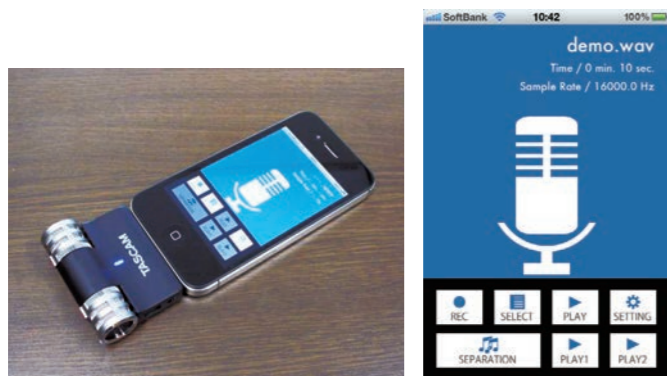 TASCAM
SoftBank 10:42 100%
demo.wav
Time / 0 min. 10 sec.
Sample Rate / 16000.0 Hz
REC SELECT PLAY SETTING
SEPARATION PLAY1 PLAY2